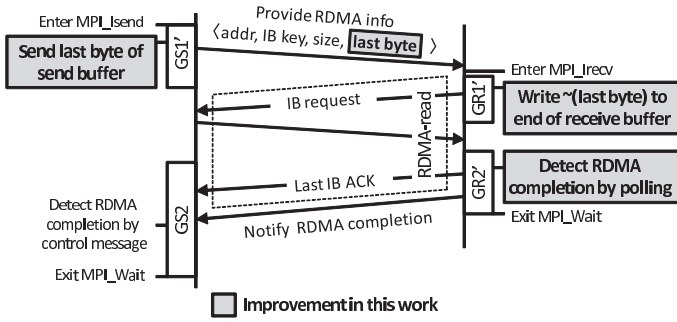 Enter MPI_Isend
Provide RDMA info
〈addr, IB key, size, last byte 〉
Send last byte of
send buffer
GS1’
Enter MPI_Irecv
IB request
GR1’
Write ~(last byte) to
end of receive buffer
RDMA-read
Last IB ACK
GR2’
Detect RDMA
completion by polling
Detect RDMA
completion by
control message
GS2
Exit MPI_Wait
Notify RDMA completion
Exit MPI_Wait
Improvement in this work